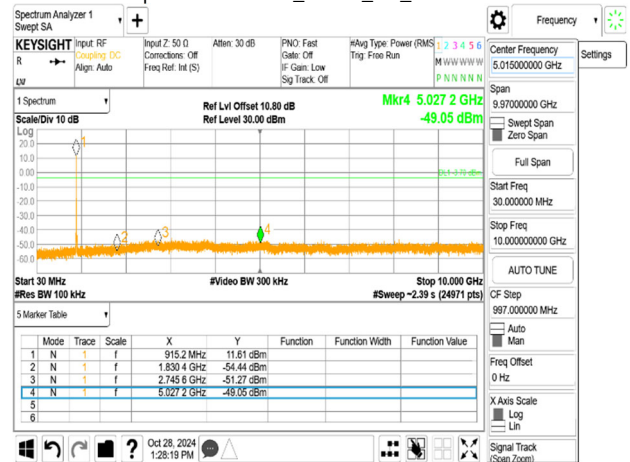 Spectrum Analyzer 1
Swept SA
Frequency
KEYSIGHT
R
Input: RF
Coupling: DC
Align: Auto
Input Z: 50 Ω
Corrections: Off
Freq Ref: Int (S)
Atten: 30 dB
PNO: Fast
Gate: Off
IF Gain: Low
Sig Track: Off
#Avg Type: Power (RMS
Trig: Free Run
1 2 3 4 5 6
M W W W W W
P N N N N N
Settings
1 Spectrum
Scale/Div 10 dB
Ref Lvl Offset 10.80 dB
Ref Level 30.00 dBm
Mkr4 5.027 2 GHz
-49.05 dBm
Log
20.0
10.0
0.00
-10.0
-20.0
-30.0
-40.0
-50.0
-60.0
1
2
3
4
Start 30 MHz
#Res BW 100 kHz
#Video BW 300 kHz
Stop 10.000 GHz
#Sweep ~2.39 s (24971 pts)
5 Marker Table
Mode Trace Scale X Y Function Function Width Function Value
1 N 1 f 915.2 MHz 11.61 dBm
2 N 1 f 1.830 4 GHz -54.44 dBm
3 N 1 f 2.745 6 GHz -51.27 dBm
4 N 1 f 5.027 2 GHz -49.05 dBm
5
6
Oct 28, 2024
1:28:19 PM
Center Frequency
5.015000000 GHz
Span
9.97000000 GHz
Swept Span
Zero Span
Full Span
Start Freq
30.000000 MHz
Stop Freq
10.00000000 GHz
AUTO TUNE
CF Step
997.000000 MHz
Auto
Man
Freq Offset
0 Hz
X Axis Scale
Log
Lin
Signal Track
(Span Zoom)